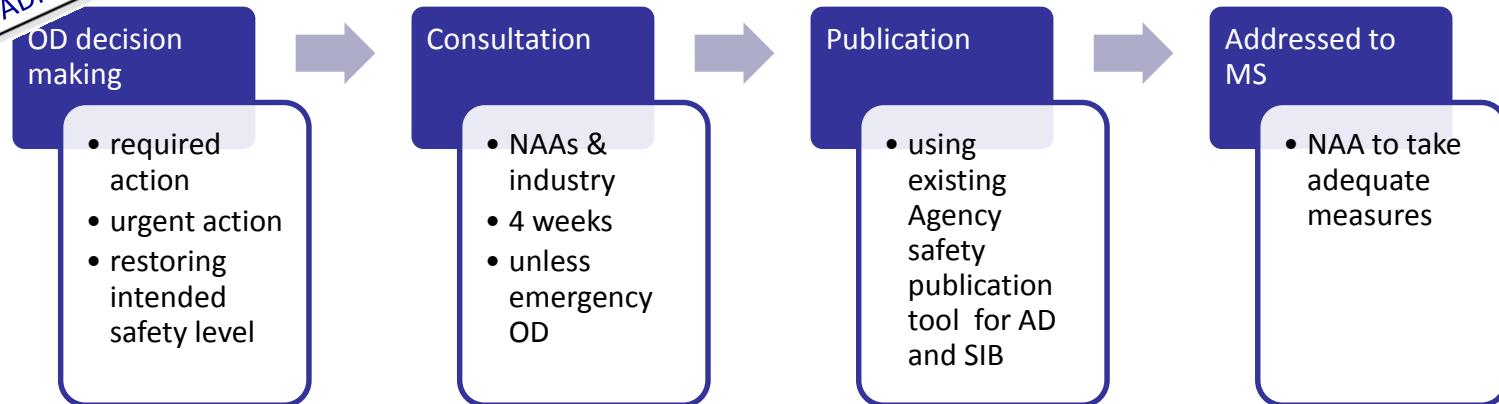 OD decision
making
• required
action
• urgent action
• restoring
intended
safety level
Consultation
• NAAs &
industry
• 4 weeks
• unless
emergency
OD
Publication
• using
existing
Agency
safety
publication
tool for AD
and SIB
Addressed to
MS
• NAA to take
adequate
measures